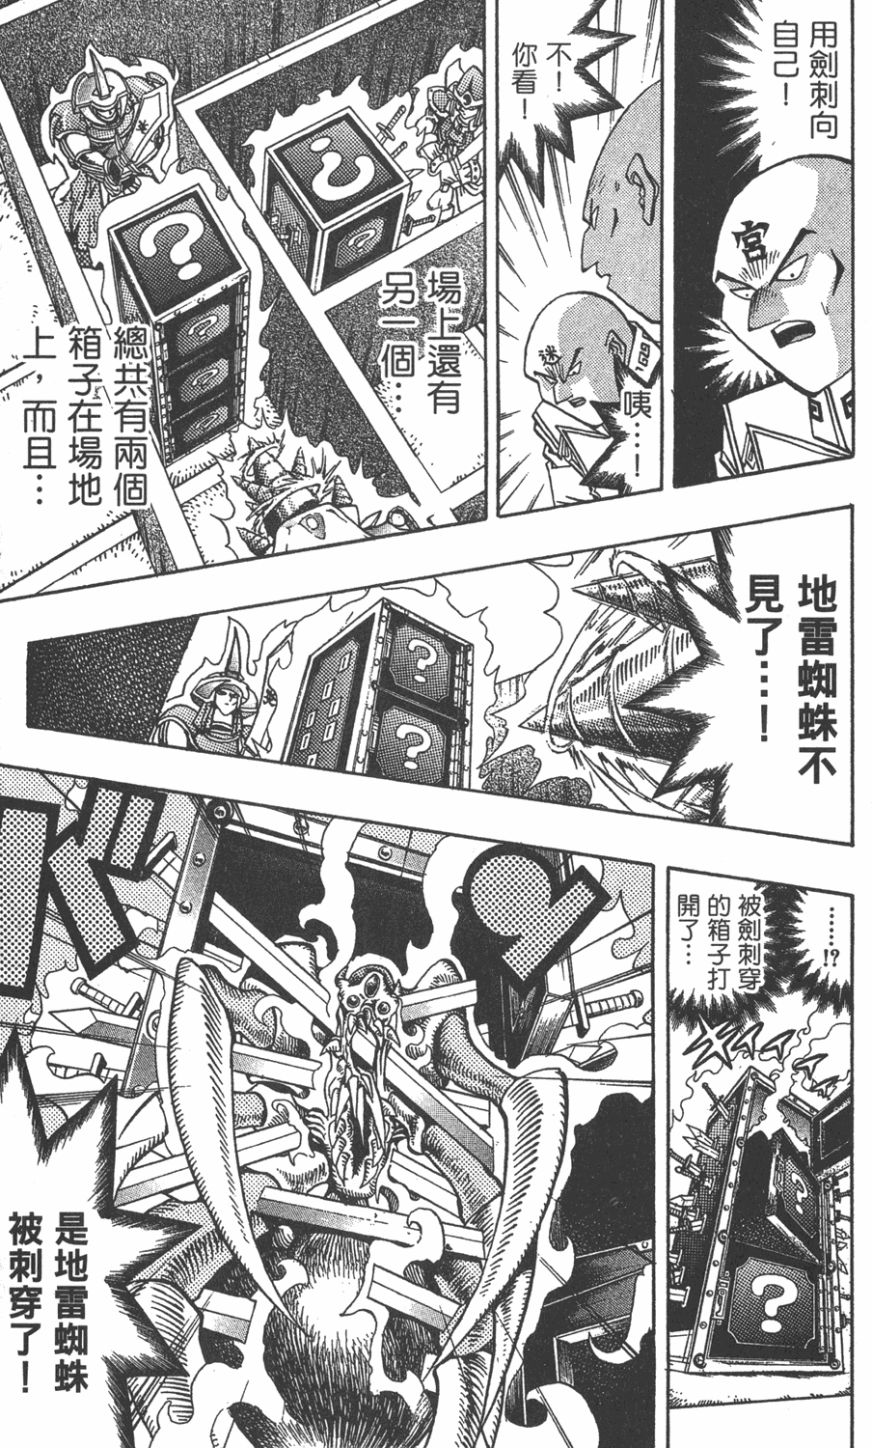 用劍刺向
自己！
宮
不！
你看！
迷
咦…！
場上還有
另一個…
?
?
?
?
?
?
總共有兩個
箱子在場地
上，而且…
地雷蜘蛛不
見了…！
?
?
……!?
被劍刺穿
的箱子打
開了…
?
?
是地雷蜘蛛
被刺穿了！